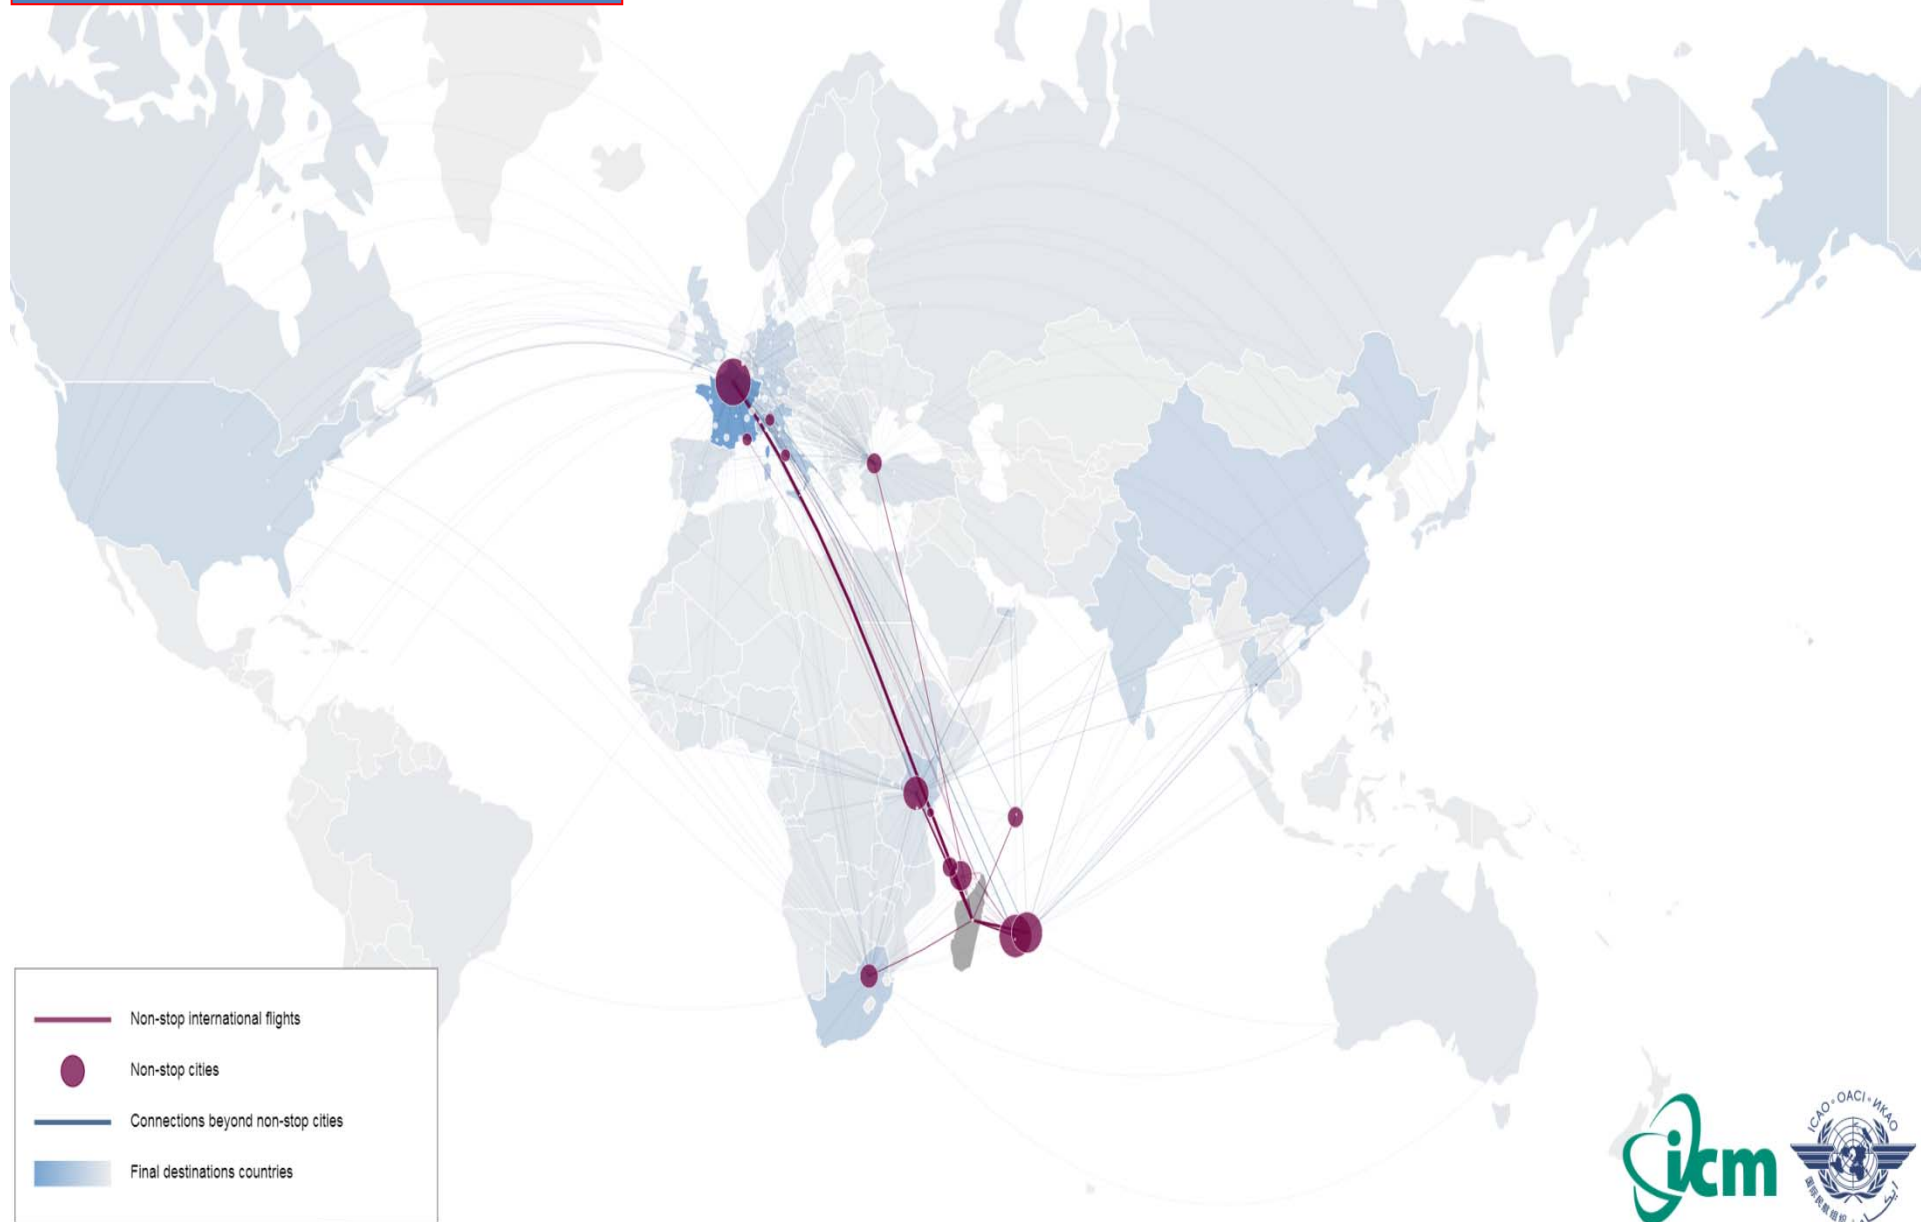 Non-stop international flights
Non-stop cities
Connections beyond non-stop cities
Final destinations countries
icm
ICAO · OACI · ИКАО